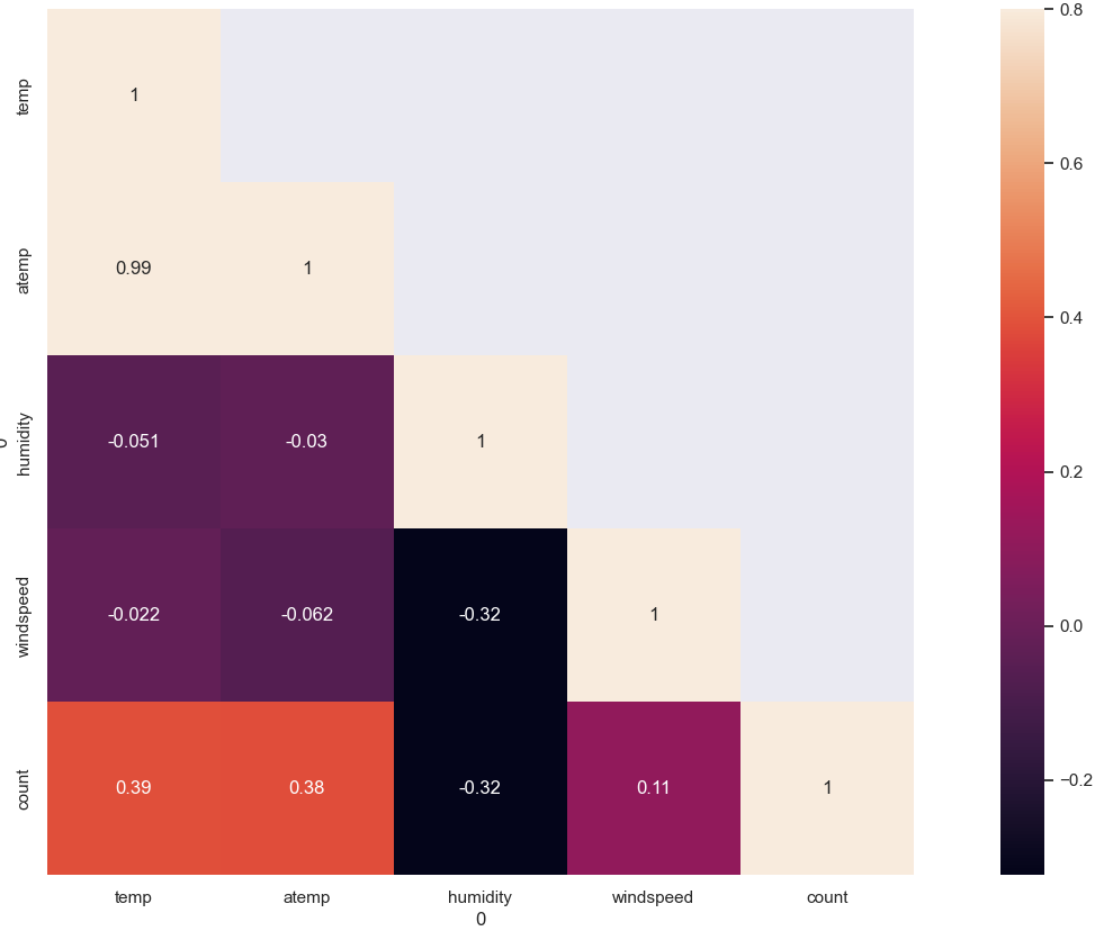 temp
atemp
humidity
windspeed
count
0
1
0.99 1
-0.051 -0.03 1
-0.022 -0.062 -0.32 1
0.39 0.38 -0.32 0.11 1
temp atemp humidity windspeed count
0
0.8
0.6
0.4
0.2
0.0
−0.2